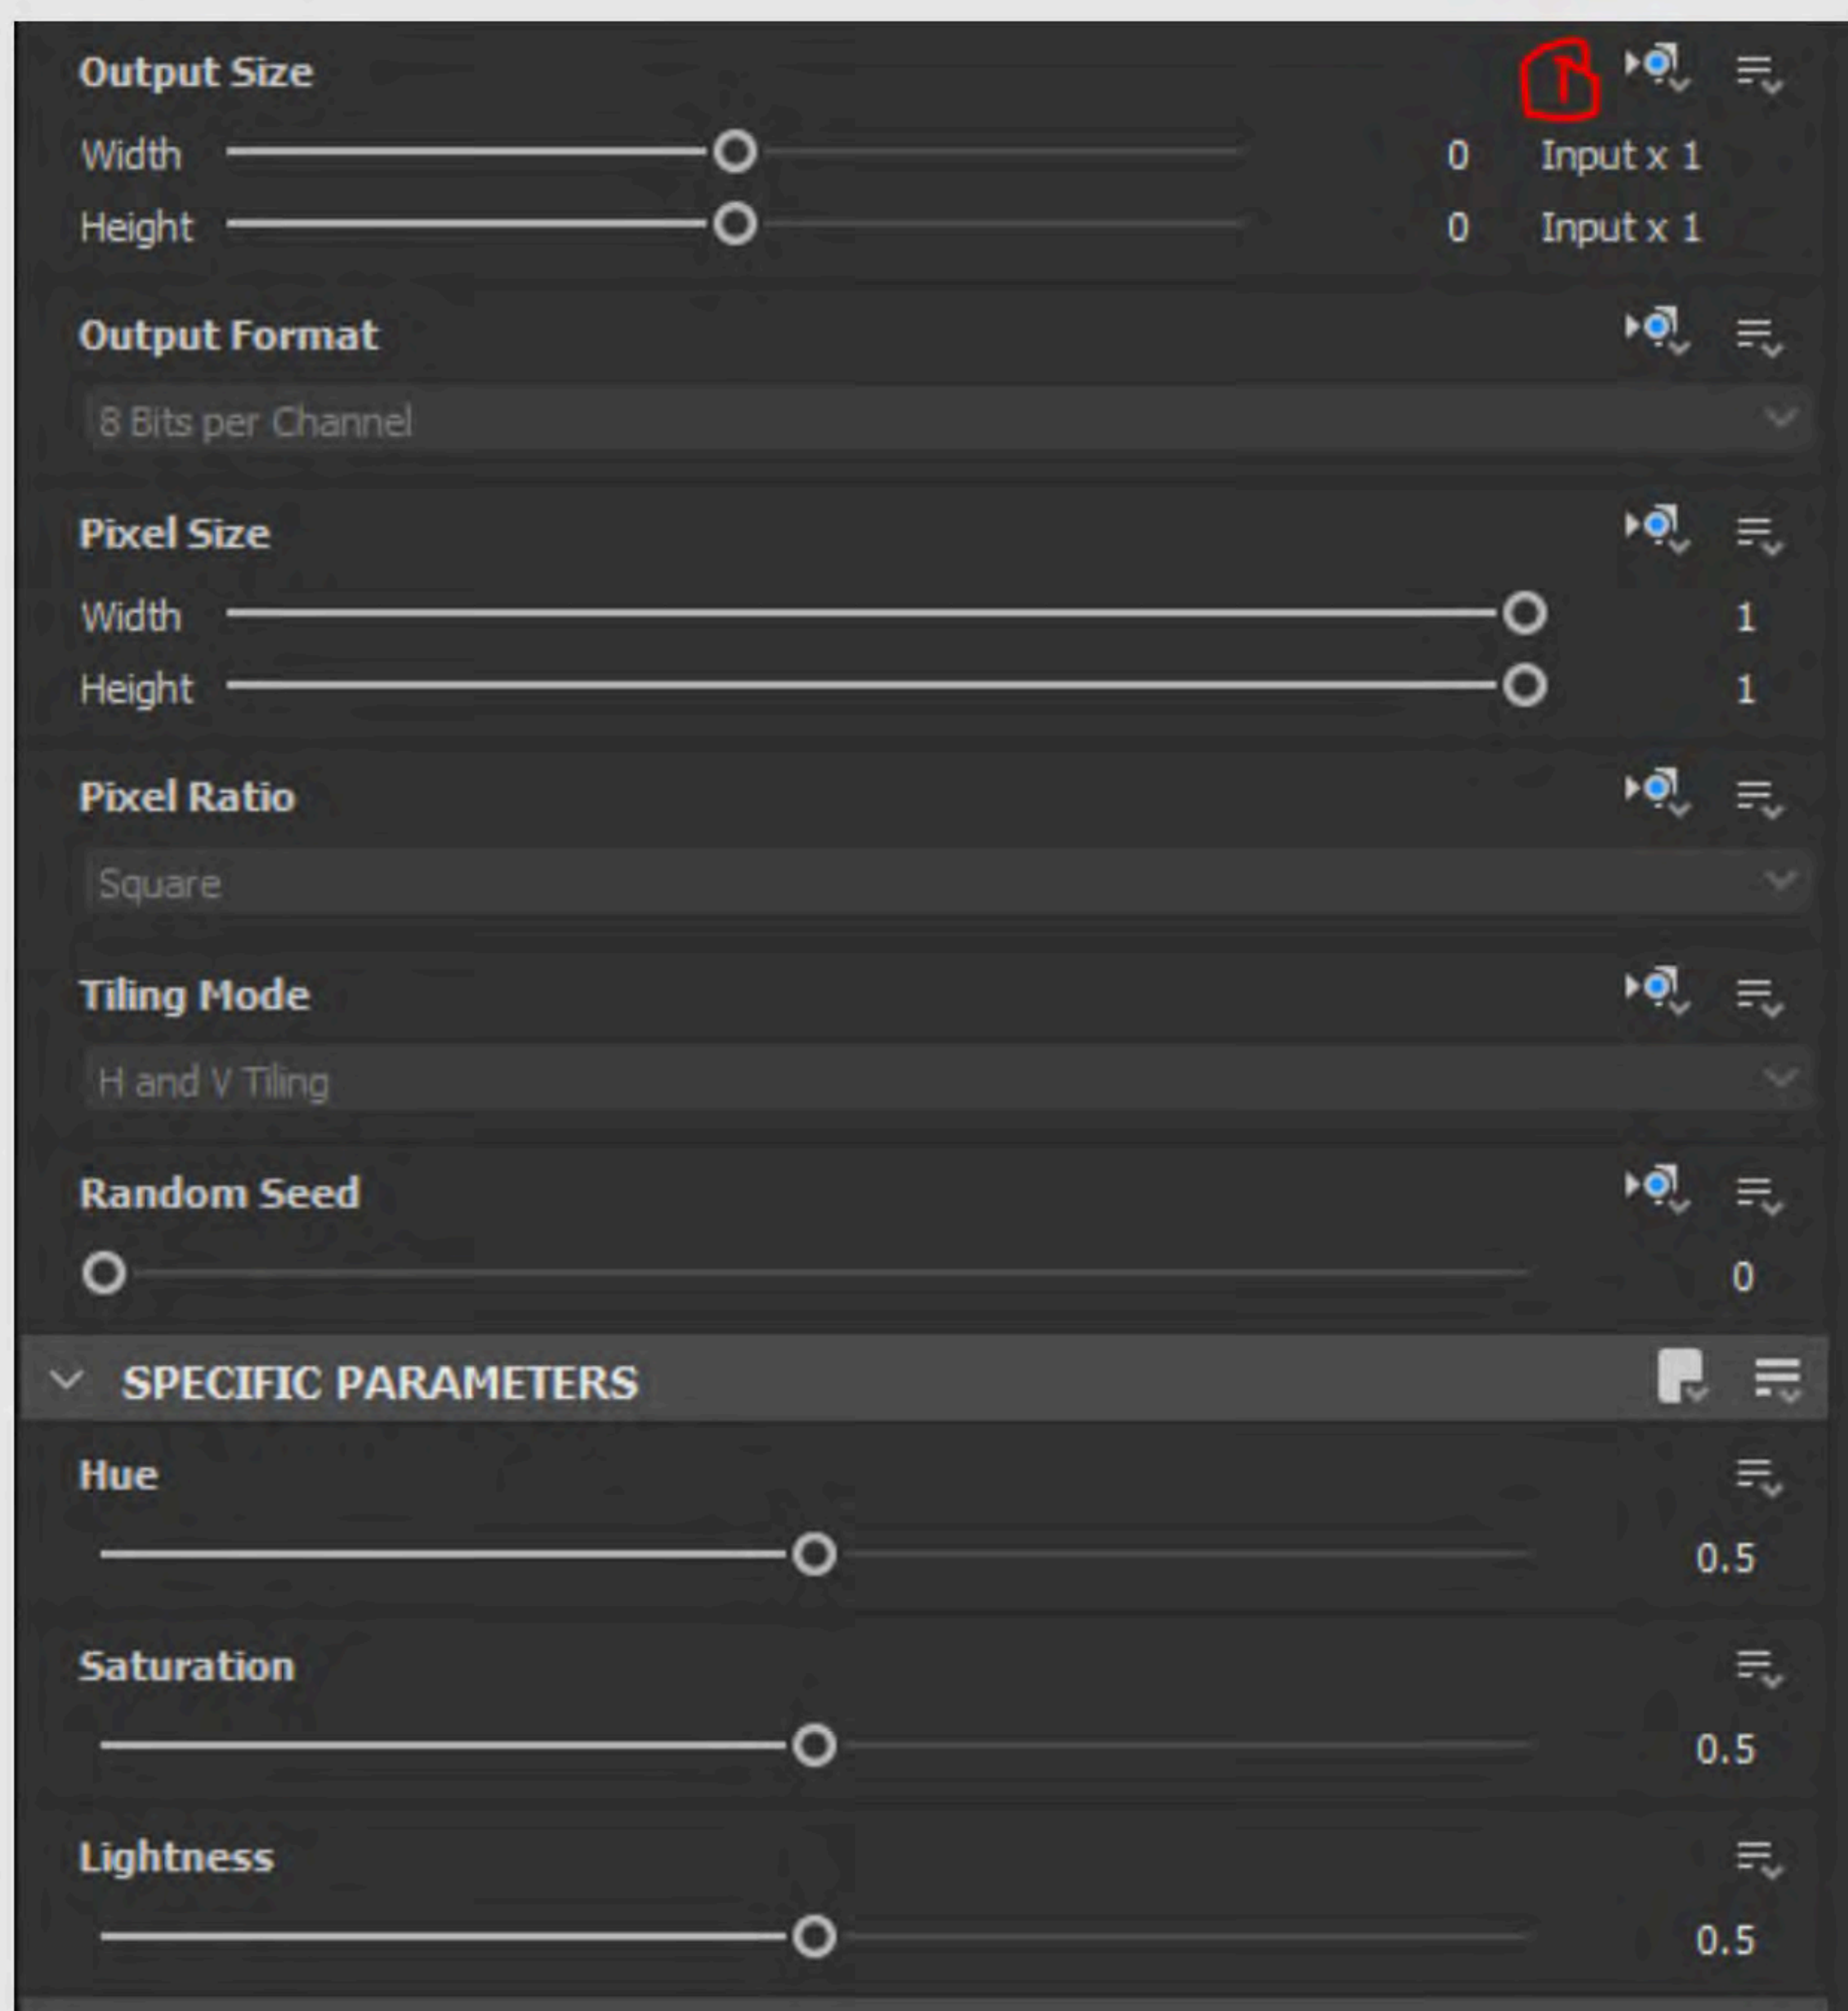 Output Size
Width 0 Input x 1
Height 0 Input x 1
Output Format
8 Bits per Channel
Pixel Size
Width 1
Height 1
Pixel Ratio
Square
Tiling Mode
H and V Tiling
Random Seed
0
SPECIFIC PARAMETERS
Hue
0.5
Saturation
0.5
Lightness
0.5